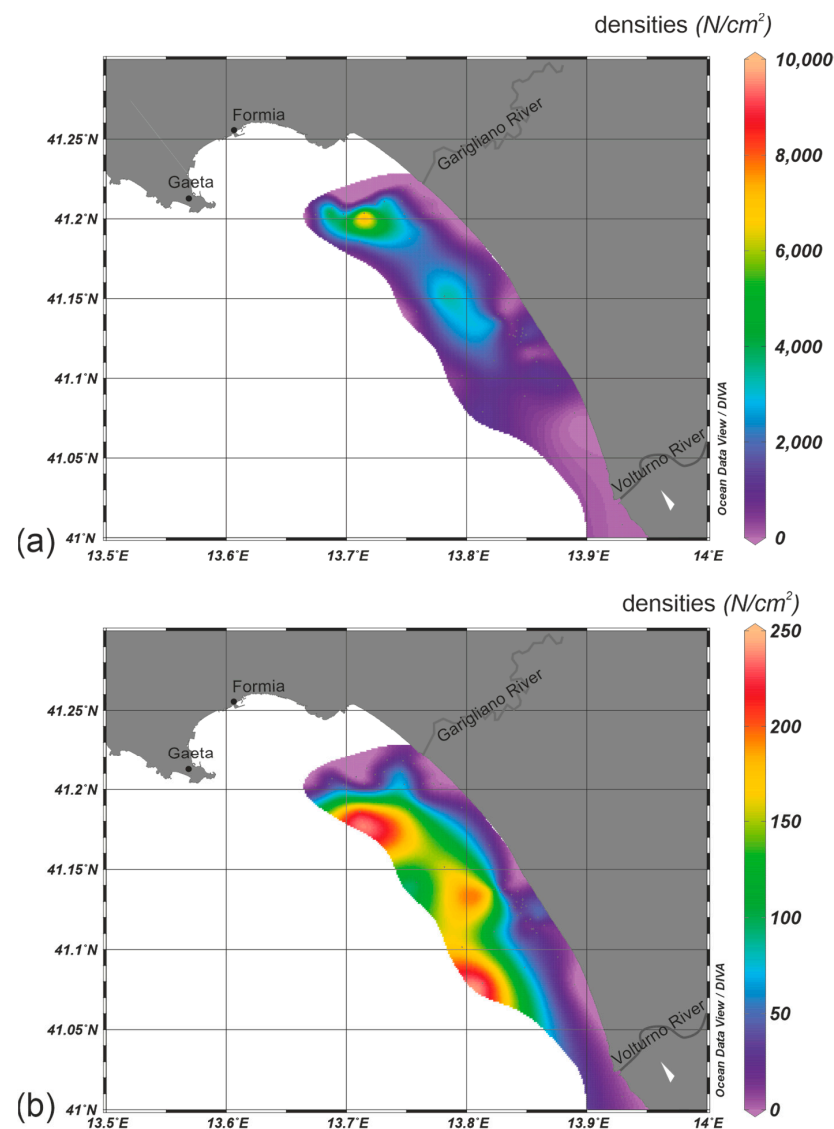 densities (N/cm²)
10,000
Formia
41.25°N
Garigliano River
8,000
Gaeta
41.2°N
6,000
41.15°N
4,000
41.1°N
Ocean Data View / DIVA
2,000
41.05°N
Volturno River
(a)
41°N
0
13.5°E 13.6°E 13.7°E 13.8°E 13.9°E 14°E
densities (N/cm²)
250
Formia
41.25°N
Garigliano River
200
Gaeta
41.2°N
150
41.15°N
100
41.1°N
Ocean Data View / DIVA
50
41.05°N
Volturno River
(b)
41°N
0
13.5°E 13.6°E 13.7°E 13.8°E 13.9°E 14°E